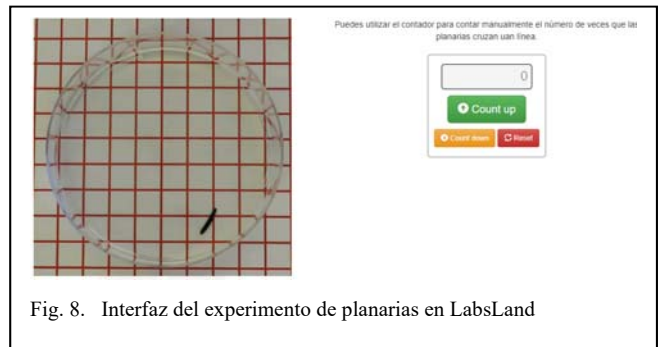 Puedes utilizar el contador para contar manualmente el número de veces que las
planarias cruzan uan línea.
0
Count up
Count down
Reset
Fig. 8. Interfaz del experimento de planarias en LabsLand